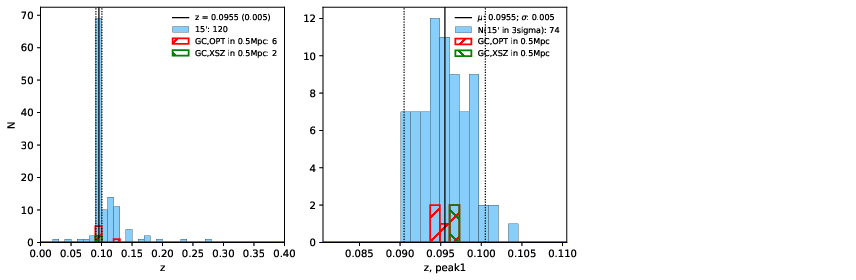 z = 0.0955 (0.005)
15': 120
GC,OPT in 0.5Mpc: 6
GC,XSZ in 0.5Mpc: 2
70
60
50
40
30
20
10
0
N
0.00 0.05 0.10 0.15 0.20 0.25 0.30 0.35 0.40
z
μ: 0.0955; σ: 0.005
N(15' in 3sigma): 74
GC,OPT in 0.5Mpc
GC,XSZ in 0.5Mpc
12
10
8
6
4
2
0
0.085 0.090 0.095 0.100 0.105 0.110
z, peak1